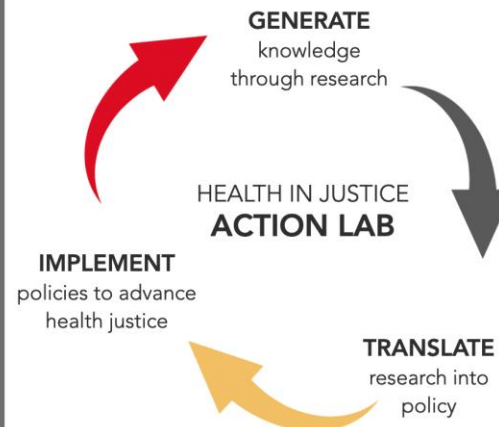 GENERATE
knowledge
through research
HEALTH IN JUSTICE
ACTION LAB
IMPLEMENT
policies to advance
health justice
TRANSLATE
research into
policy